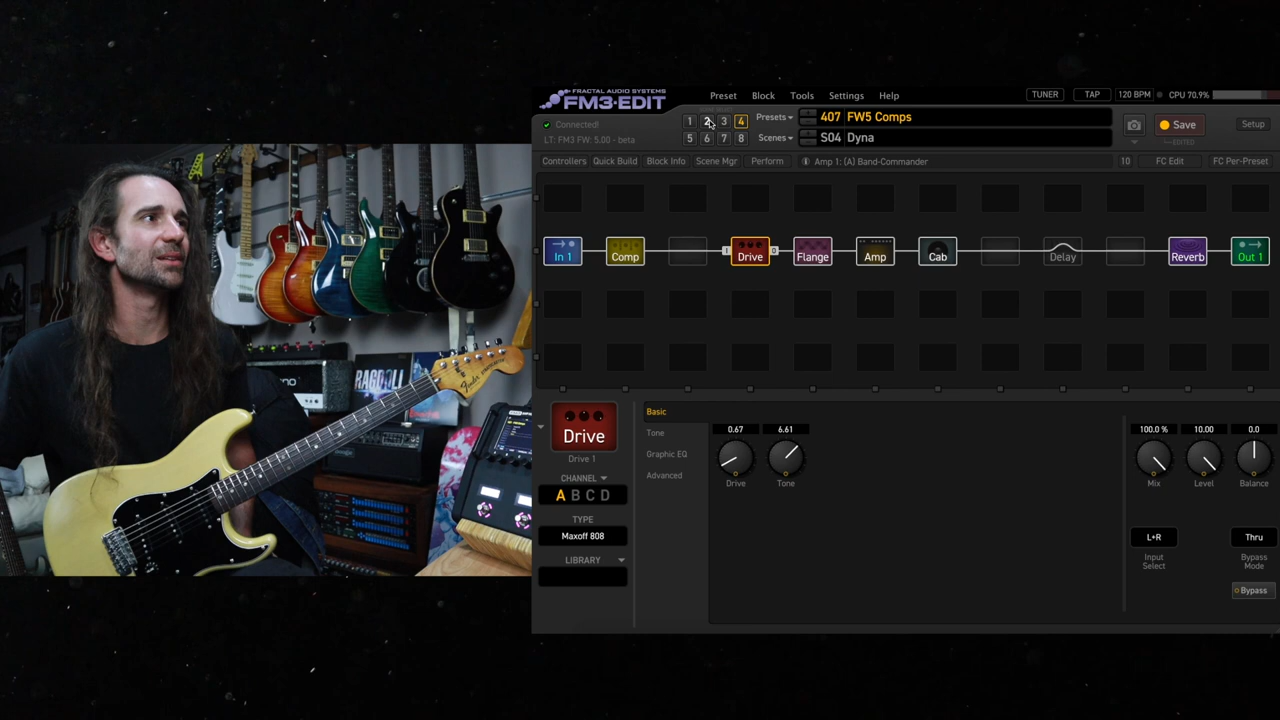 FRACTAL AUDIO SYSTEMS
FM3-EDIT
Preset Block Tools Settings Help
TUNER TAP 120 BPM CPU 70.9%
Connected!
LT: FM3 FW: 5.00 - beta
1 2 3 4
5 6 7 8
Presets 407 FW5 Comps
Scenes S04 Dyna
Save
EDITED
Setup
Controllers Quick Build Block Info Scene Mgr Perform Amp 1: (A) Band-Commander 10 FC Edit FC Per-Preset
In 1 Comp Drive Flange Amp Cab Delay Reverb Out 1
Drive
Drive 1
CHANNEL
A B C D
TYPE
Maxoff 808
LIBRARY
Basic
Tone
Graphic EQ
Advanced
0.67 6.61
Drive Tone
100.0 % 10.00 0.0
Mix Level Balance
L+R Thru
Input Select
Bypass Mode
Bypass
RAGDOLL
Fender